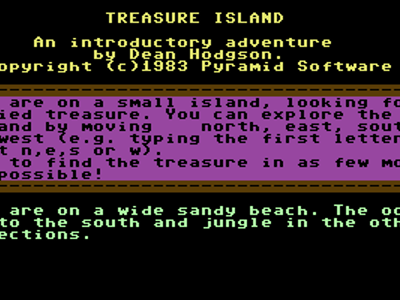 TREASURE ISLAND
An introductory adventure
by Dean Hodgson.
opyright (c)1983 Pyramid Software
are on a small island, looking fo
ied treasure. You can explore the
and by moving north, east, sout
west (e.g. typing the first letter
t n,e,s or w).
to find the treasure in as few mo
possible!
are on a wide sandy beach. The oc
to the south and jungle in the oth
ections.